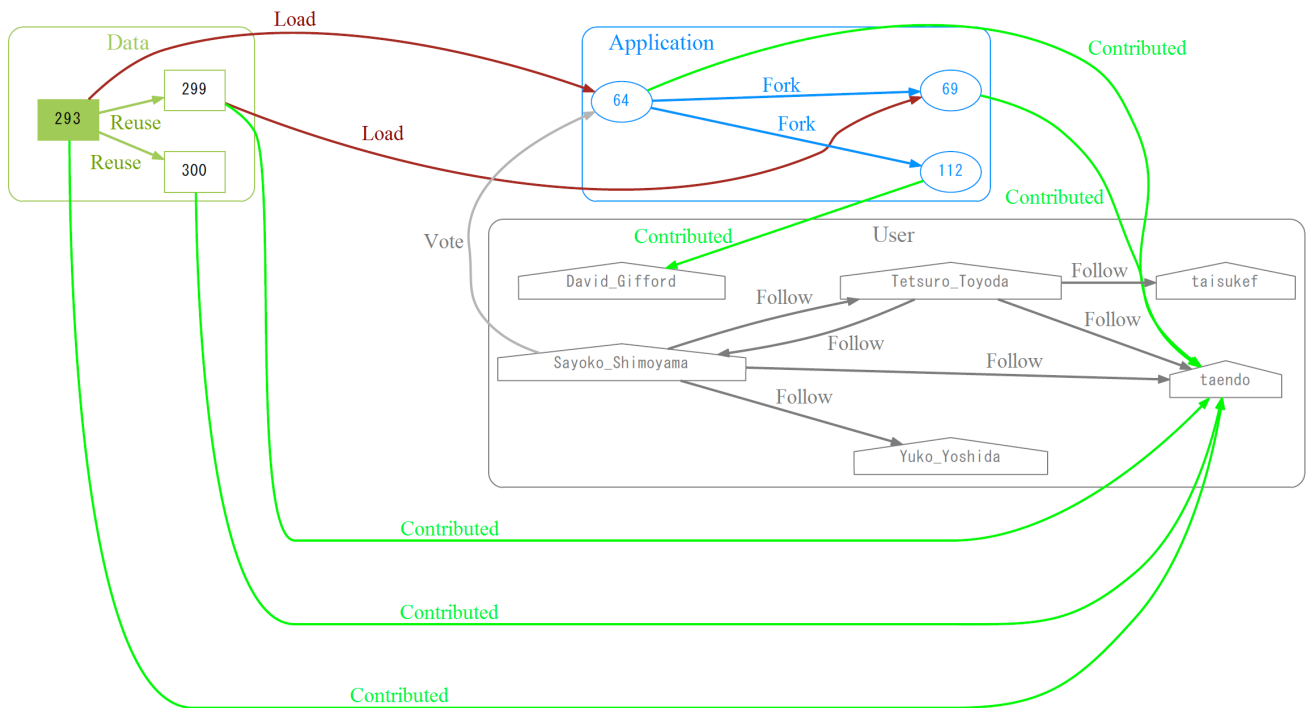 Load
Data
Application
Contributed
293
299
Reuse
Reuse
300
Load
64
Fork
Fork
69
112
Contributed
Vote
Contributed
User
David_Gifford
Tetsuro_Toyoda
Follow
taisukef
Follow
Follow
Follow
Sayoko_Shimoyama
Follow
taendo
Follow
Yuko_Yoshida
Contributed
Contributed
Contributed